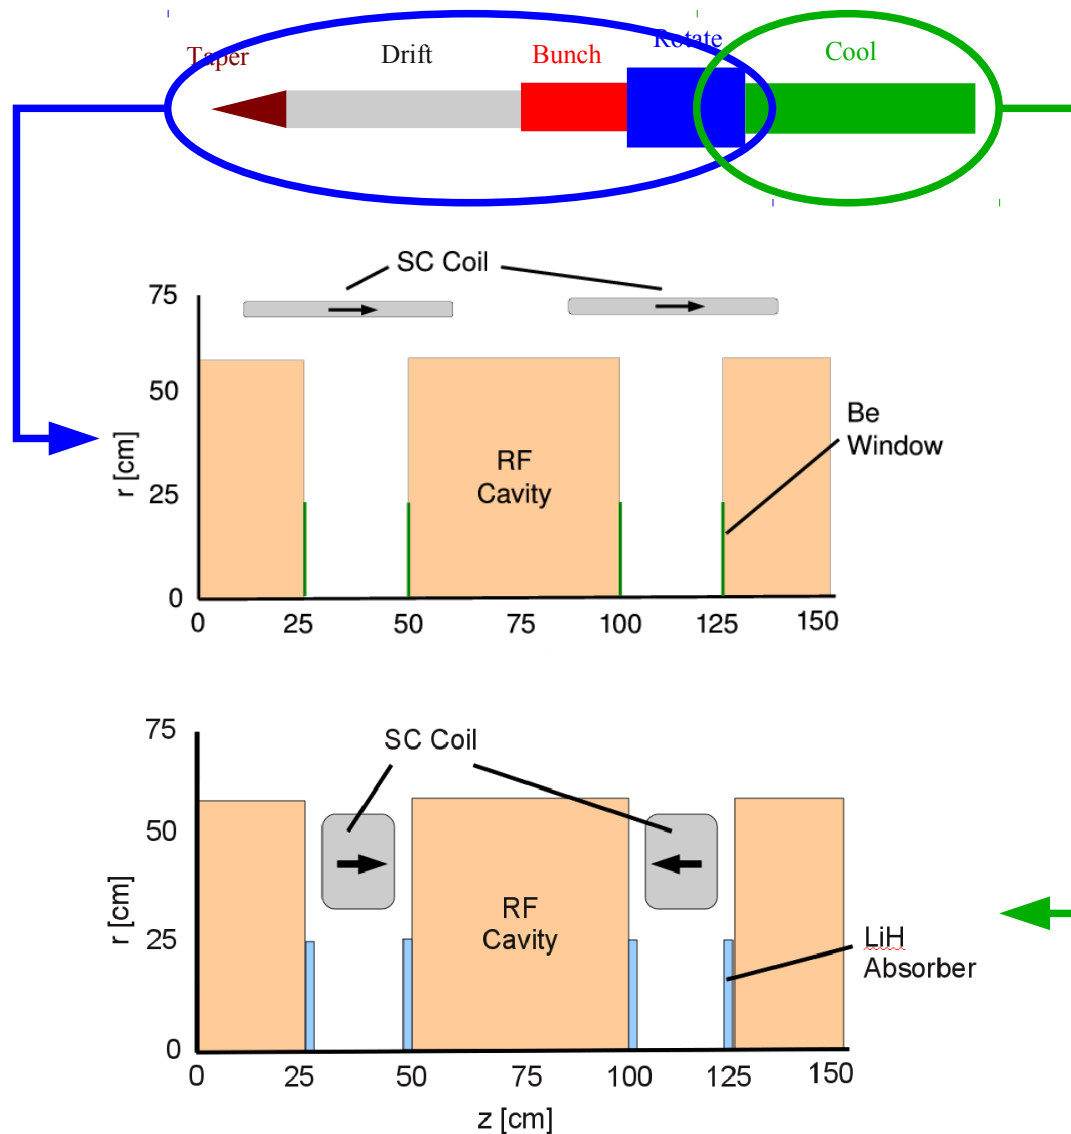 Taper
Drift
Bunch
Rotate
Cool
SC Coil
75
50
25
0
r [cm]
RF
Cavity
Be
Window
0 25 50 75 100 125 150
SC Coil
75
50
25
0
r [cm]
RF
Cavity
LiH
Absorber
0 25 50 75 100 125 150
z [cm]